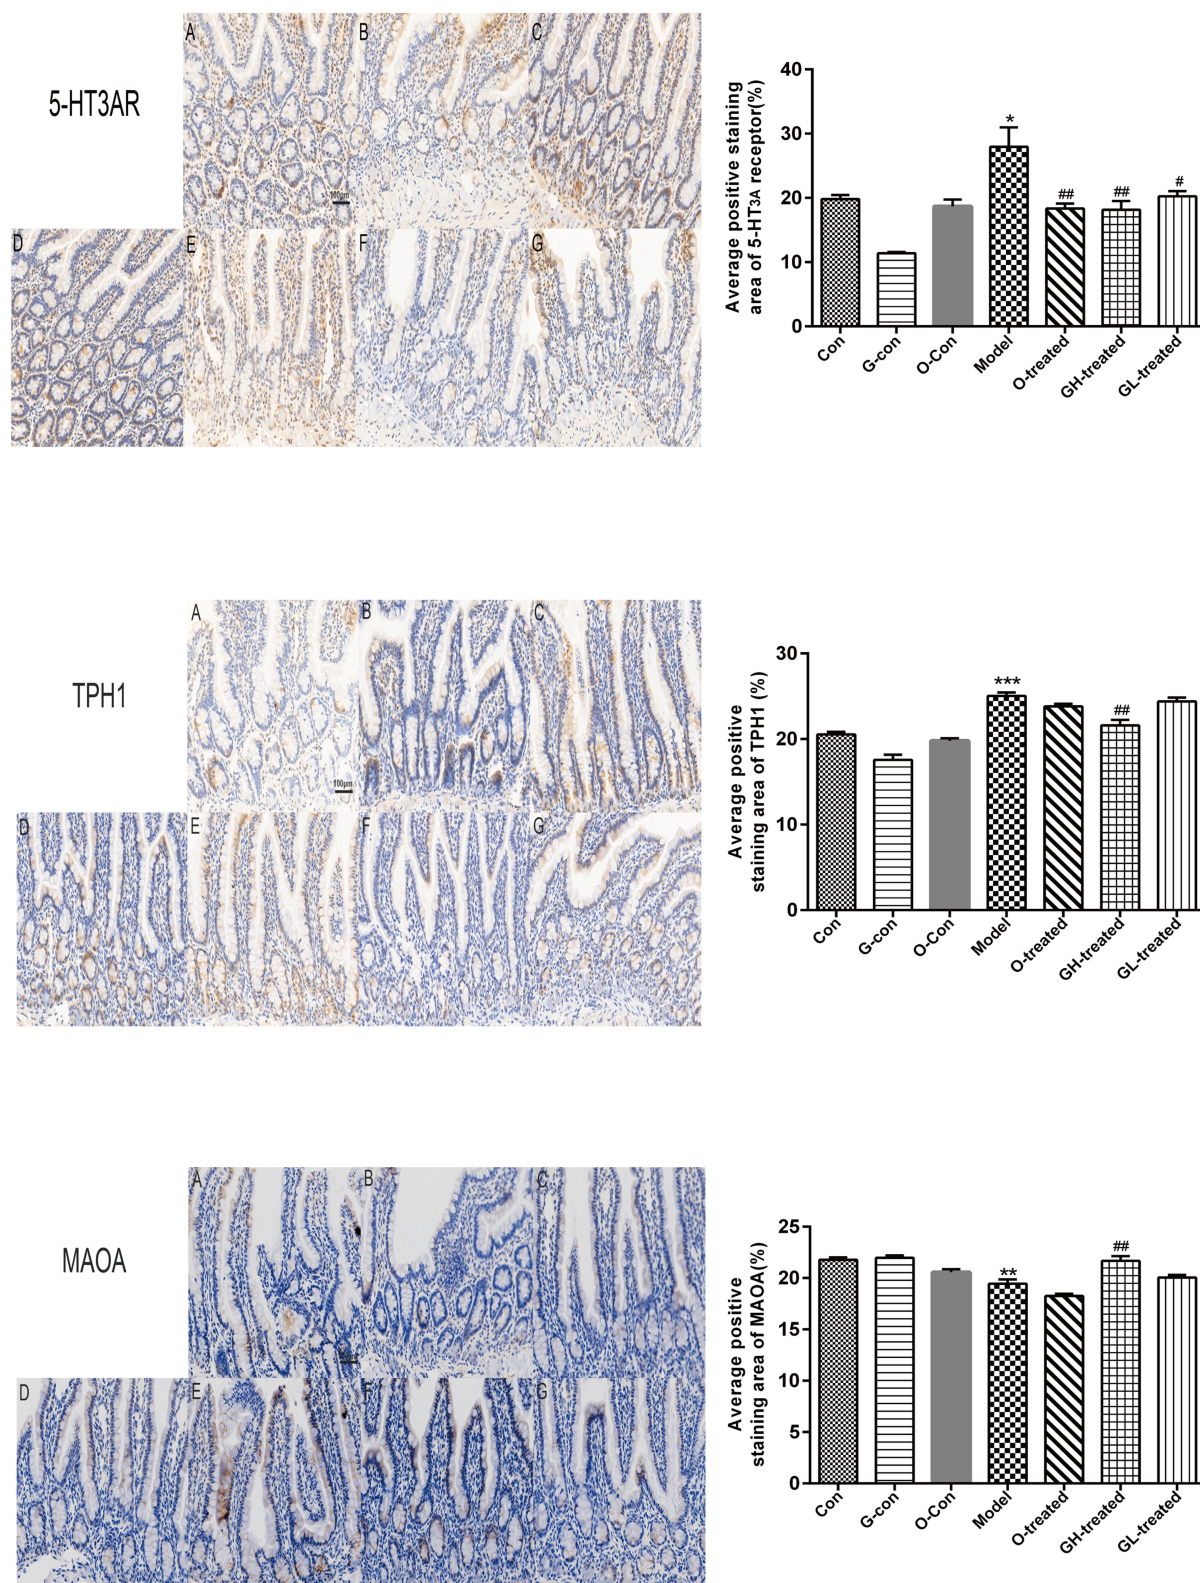 5-HT3AR
A
B
C
100μm
D
E
F
G
Average positive staining
area of 5-HT3A receptor(%)
40
30
20
10
0
*
##
##
#
Con
G-con
O-Con
Model
O-treated
GH-treated
GL-treated
TPH1
A
B
C
100μm
D
E
F
G
Average positive
staining area of TPH1 (%)
30
20
10
0
***
##
Con
G-con
O-Con
Model
O-treated
GH-treated
GL-treated
MAOA
A
B
C
D
E
F
G
Average positive
staining area of MAOA(%)
25
20
15
10
5
0
**
##
Con
G-con
O-Con
Model
O-treated
GH-treated
GL-treated